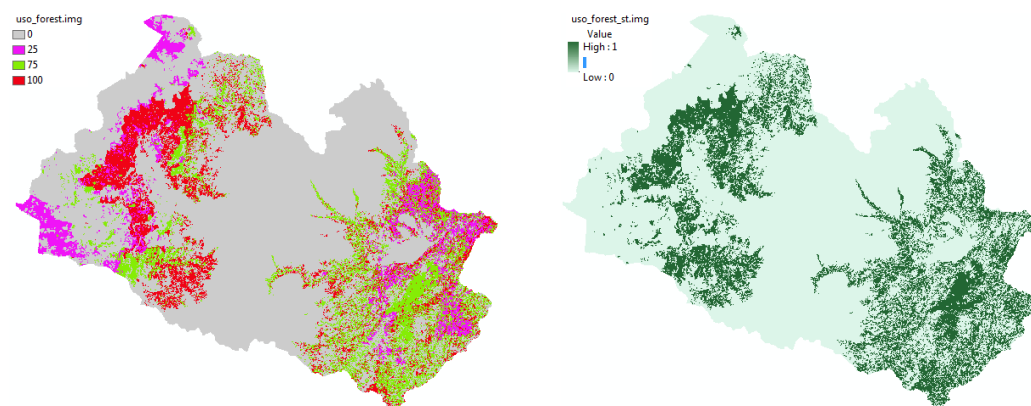 uso_forest.img
0
25
75
100
uso_forest_st.img
Value
High : 1
Low : 0